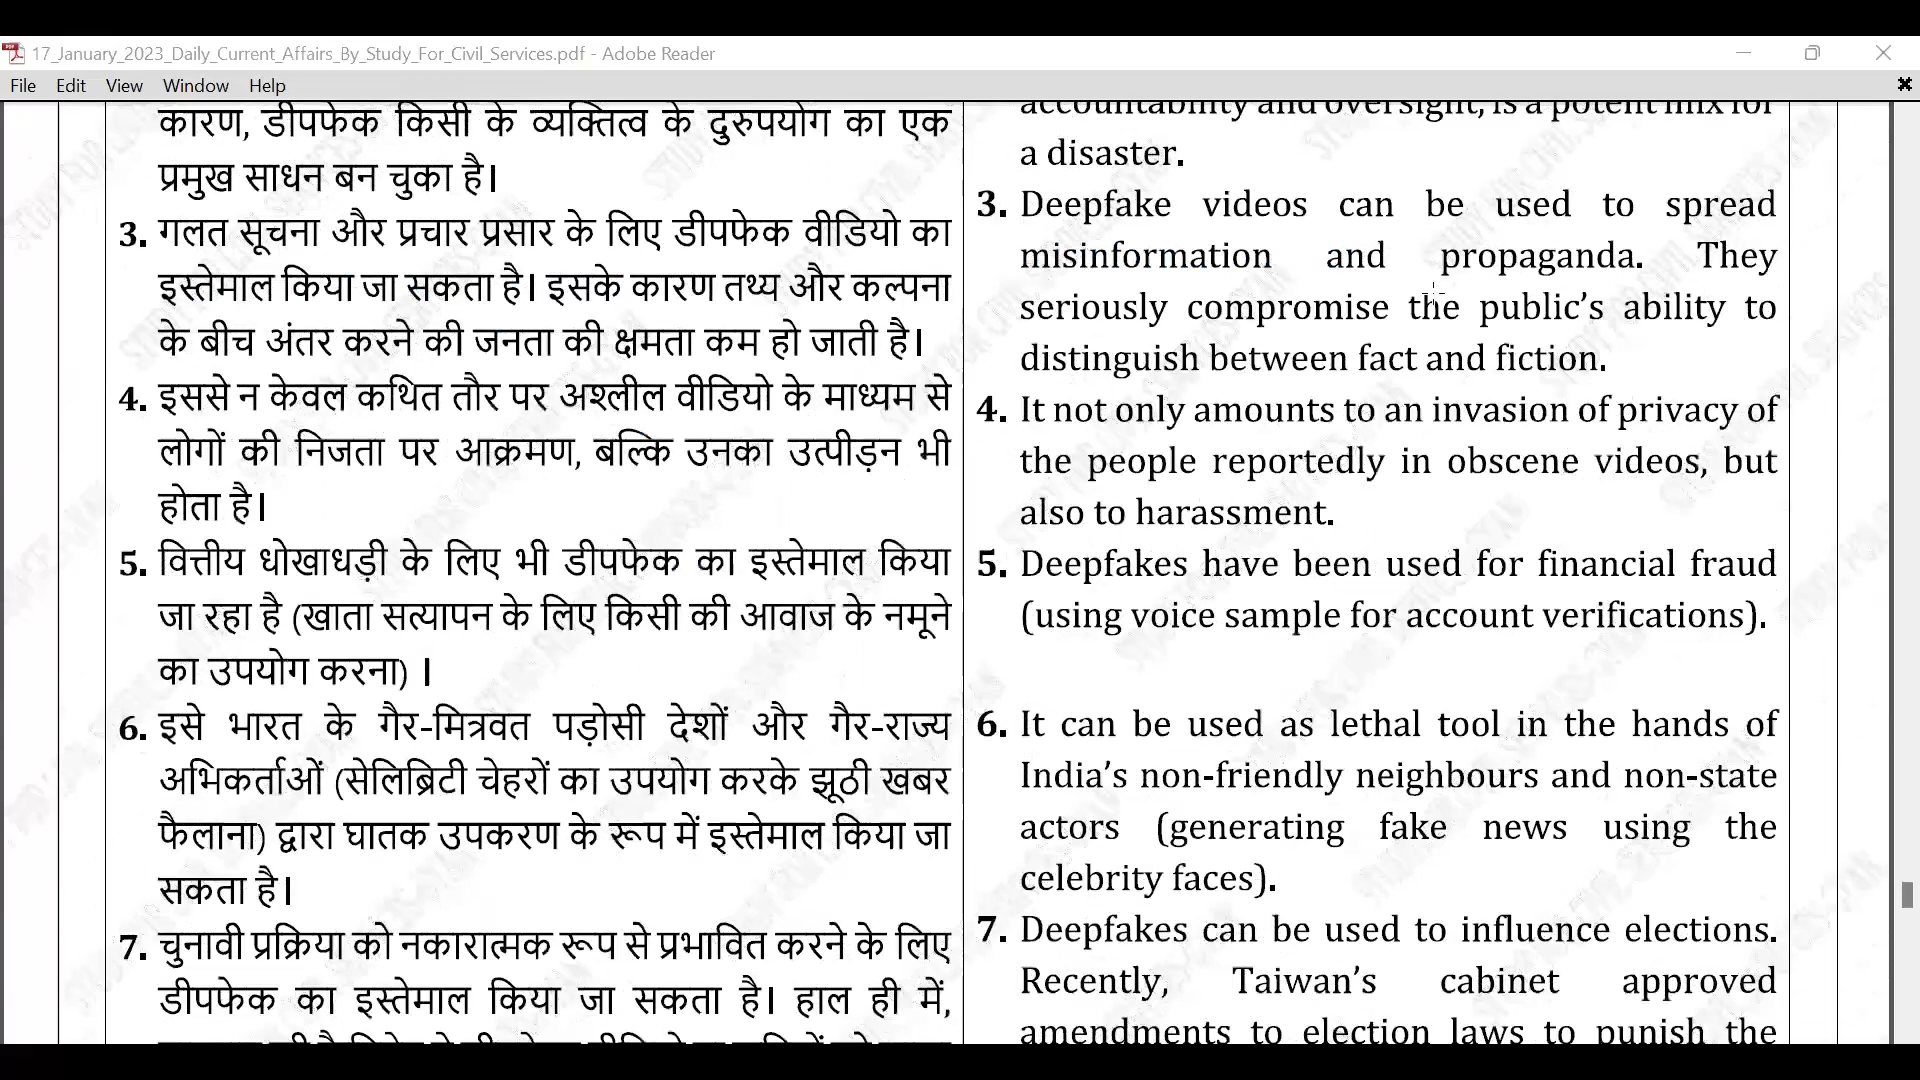 17_January_2023_Daily_Current_Affairs_By_Study_For_Civil_Services.pdf - Adobe Reader
File Edit View Window Help
कारण, डीपफेक किसी के व्यक्तित्व के दुरुपयोग का एक
प्रमुख साधन बन चुका है।
3. गलत सूचना और प्रचार प्रसार के लिए डीपफेक वीडियो का
इस्तेमाल किया जा सकता है। इसके कारण तथ्य और कल्पना
के बीच अंतर करने की जनता की क्षमता कम हो जाती है।
4. इससे न केवल कथित तौर पर अश्लील वीडियो के माध्यम से
लोगों की निजता पर आक्रमण, बल्कि उनका उत्पीड़न भी
होता है।
5. वित्तीय धोखाधड़ी के लिए भी डीपफेक का इस्तेमाल किया
जा रहा है (खाता सत्यापन के लिए किसी की आवाज के नमूने
का उपयोग करना) ।
6. इसे भारत के गैर-मित्रवत पड़ोसी देशों और गैर-राज्य
अभिकर्ताओं (सेलिब्रिटी चेहरों का उपयोग करके झूठी खबर
फैलाना) द्वारा घातक उपकरण के रूप में इस्तेमाल किया जा
सकता है।
7. चुनावी प्रक्रिया को नकारात्मक रूप से प्रभावित करने के लिए
डीपफेक का इस्तेमाल किया जा सकता है। हाल ही में,
accountability and oversight, is a potent mix for
a disaster.
3. Deepfake videos can be used to spread
misinformation and propaganda. They
seriously compromise the public's ability to
distinguish between fact and fiction.
4. It not only amounts to an invasion of privacy of
the people reportedly in obscene videos, but
also to harassment.
5. Deepfakes have been used for financial fraud
(using voice sample for account verifications).
6. It can be used as lethal tool in the hands of
India's non-friendly neighbours and non-state
actors (generating fake news using the
celebrity faces).
7. Deepfakes can be used to influence elections.
Recently, Taiwan's cabinet approved
amendments to election laws to punish the